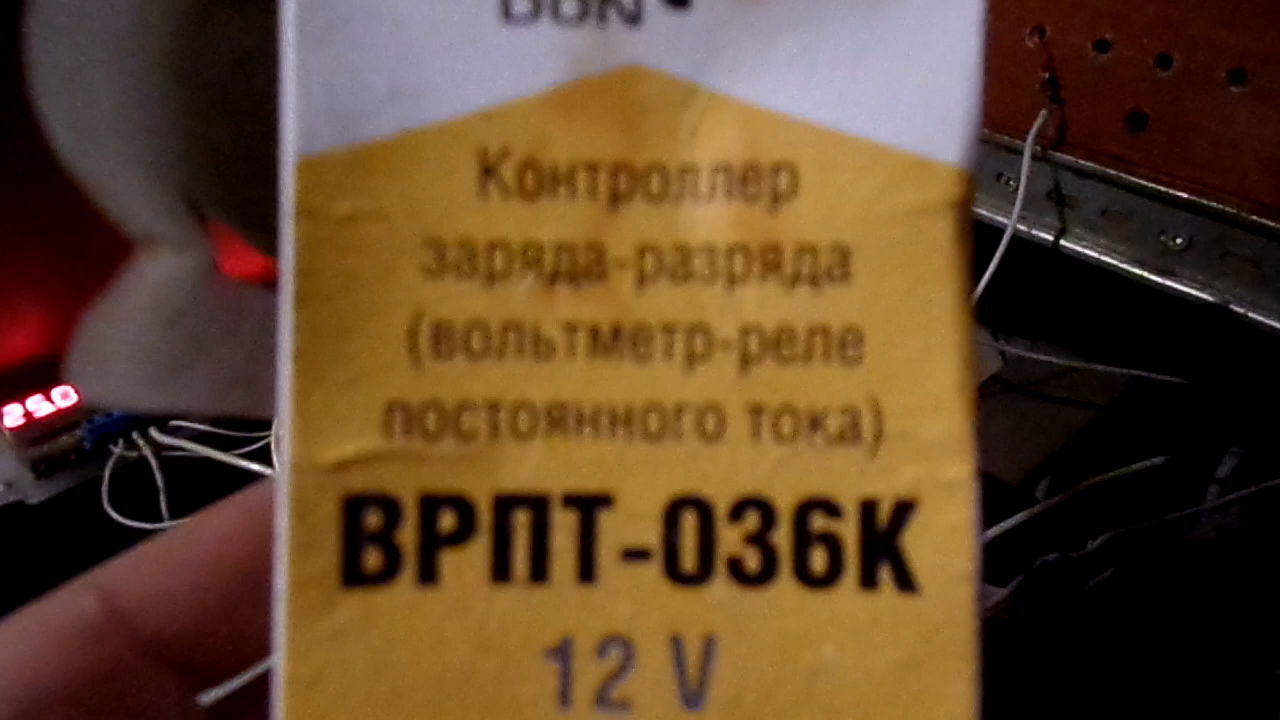 Контроллер
заряда-разряда
(вольтметр-реле
постоянного тока)
ВРПТ-036К
12 V